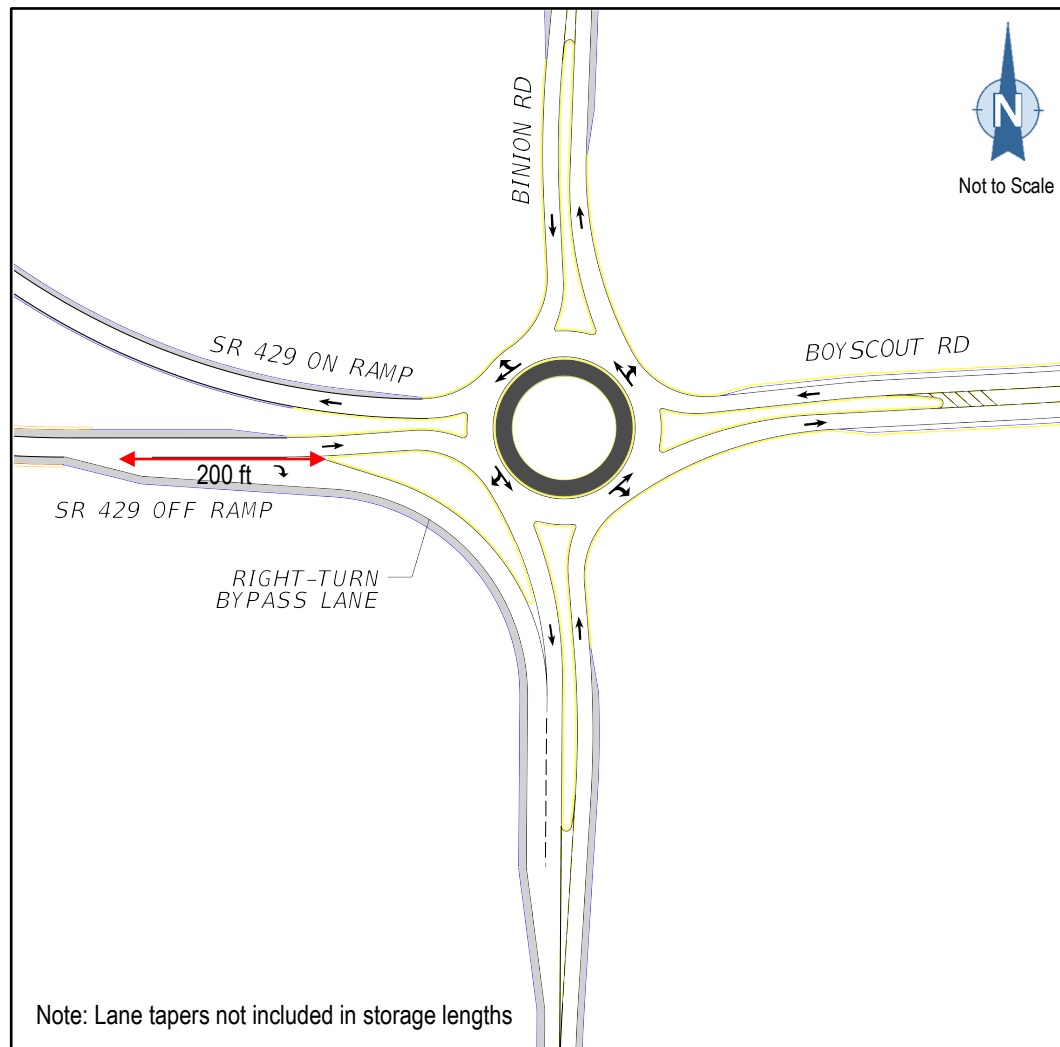 BINION RD
N
Not to Scale
SR 429 ON RAMP
BOYSCOUT RD
200 ft
SR 429 OFF RAMP
RIGHT-TURN
BYPASS LANE
Note: Lane tapers not included in storage lengths